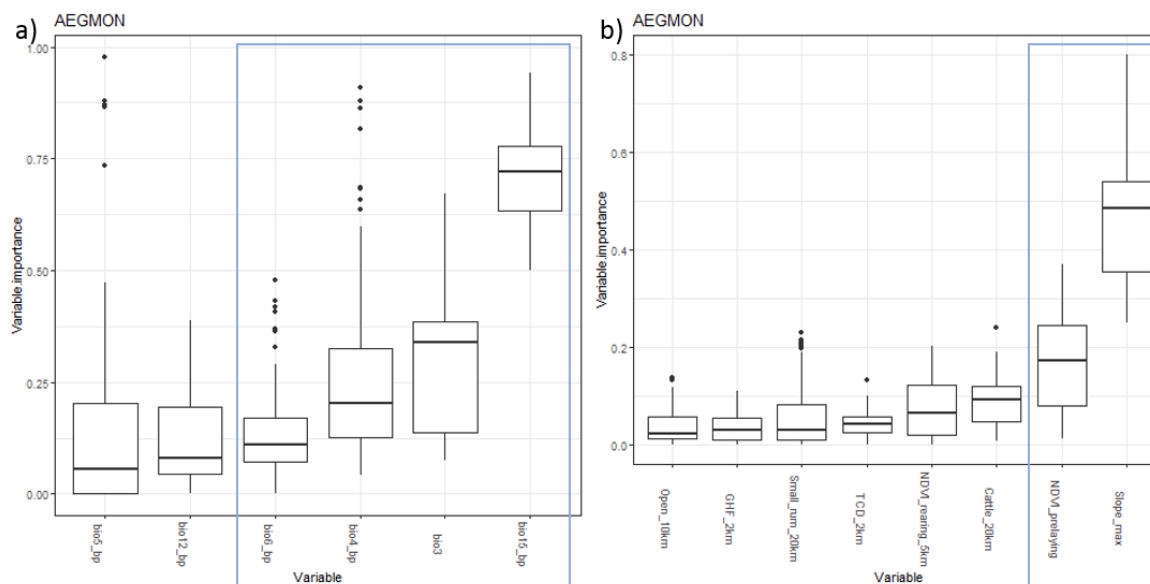 a)
AEGMON
1.00
0.75
0.50
0.25
0.00
Variable.importance
bio5_bp
bio12_bp
bio6_bp
bio4_bp
bio3
bio15_bp
Variable
b)
AEGMON
0.8
0.6
0.4
0.2
0.0
Variable.importance
Open_10km
GHF_2km
Small_rum_20km
TCD_2km
NDVI_rearing_5km
Cattle_20km
NDVI_prelaying
Slope_max
Variable